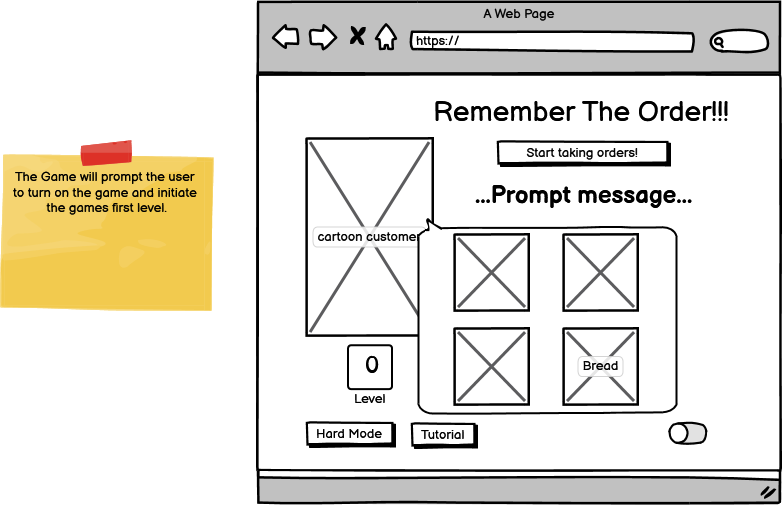 A Web Page
https://
Remember The Order!!!
Start taking orders!
The Game will prompt the user
to turn on the game and initiate
the games first level.
...Prompt message...
cartoon customer
Bread
0
Level
Hard Mode
Tutorial